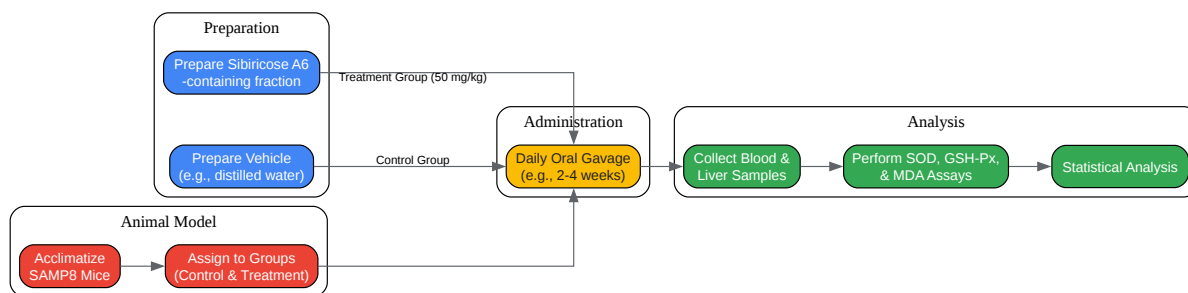 Preparation
Prepare Sibiricose A6
-containing fraction
Treatment Group (50 mg/kg)
Prepare Vehicle
(e.g., distilled water)
Control Group
Administration
Daily Oral Gavage
(e.g., 2-4 weeks)
Analysis
Collect Blood &
Liver Samples
Perform SOD, GSH-Px,
& MDA Assays
Statistical Analysis
Animal Model
Acclimatize
SAMP8 Mice
Assign to Groups
(Control & Treatment)